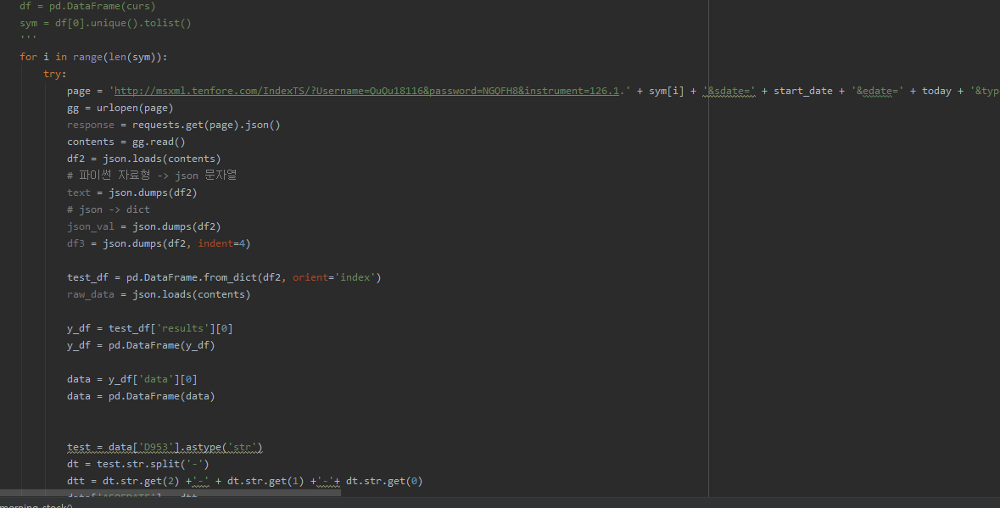 df = pd.DataFrame(curs)
sym = df[0].unique().tolist()
'''
for i in range(len(sym)):
try:
page = 'http://msxml.tenfore.com/IndexTS/?Username=QuQu18116&password=NGQFH8&instrument=126.1.' + sym[i] + '&sdate=' + start_date + '&edate=' + today + '&typ
gg = urlopen(page)
response = requests.get(page).json()
contents = gg.read()
df2 = json.loads(contents)
# 파이썬 자료형 -> json 문자열
text = json.dumps(df2)
# json -> dict
json_val = json.dumps(df2)
df3 = json.dumps(df2, indent=4)
test_df = pd.DataFrame.from_dict(df2, orient='index')
raw_data = json.loads(contents)
y_df = test_df['results'][0]
y_df = pd.DataFrame(y_df)
data = y_df['data'][0]
data = pd.DataFrame(data)
test = data['D953'].astype('str')
dt = test.str.split('-')
dtt = dt.str.get(2) +'-' + dt.str.get(1) +'-'+ dt.str.get(0)